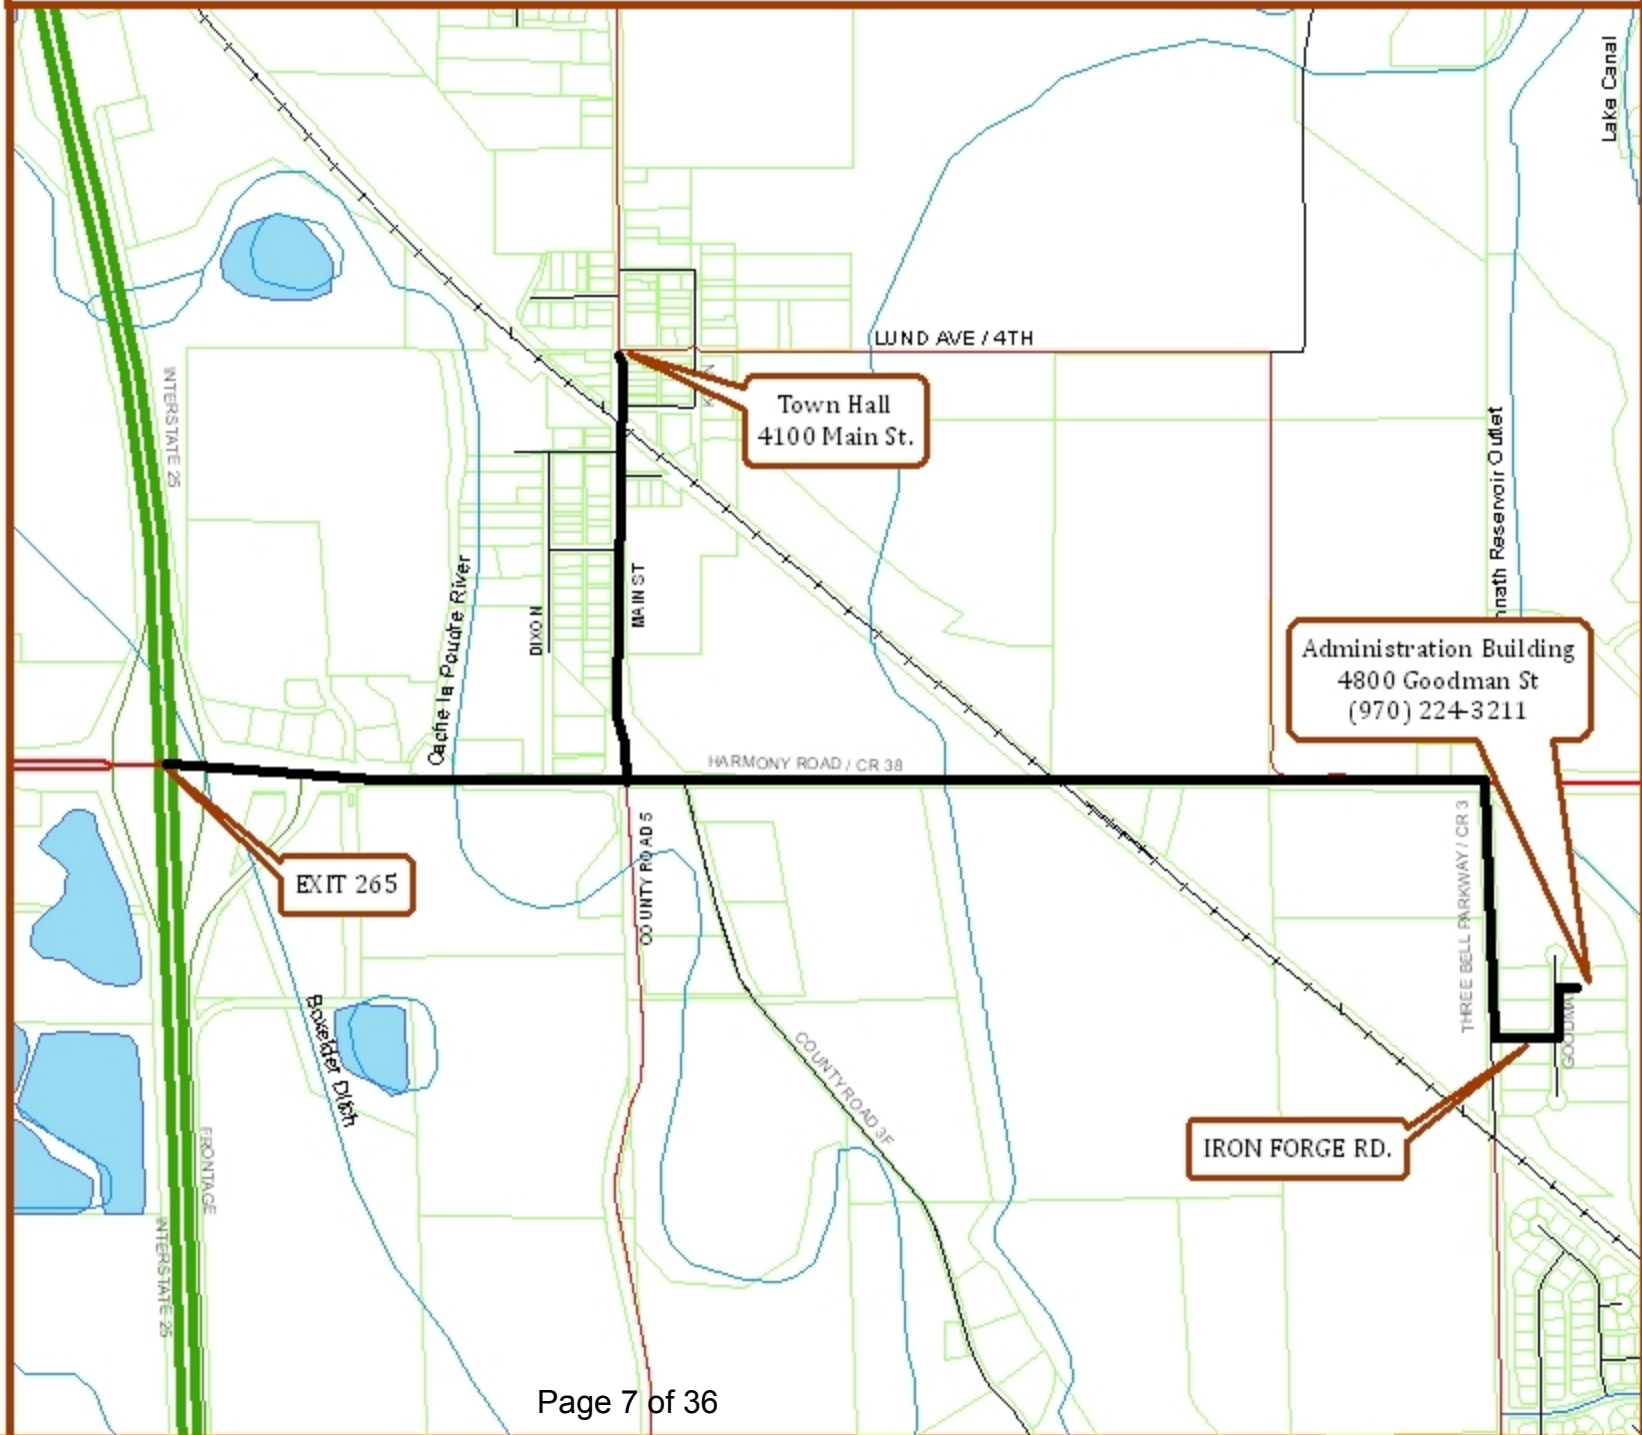 Lake Canal
LUND AVE / 4TH
INTERSTATE 25
Town Hall
4100 Main St.
nnath Reservoir Outlet
Cache la Poudre River
DIXON
MAIN ST
Administration Building
4800 Goodman St
(970) 224-3211
HARMONY ROAD / CR 38
EXIT 265
COUNTY ROAD 5
THREE BELL PARKWAY / CR 3
Boxelder Ditch
COUNTY ROAD 3F
IRON FORGE RD.
FRONTAGE
INTERSTATE 25
Page 7 of 36